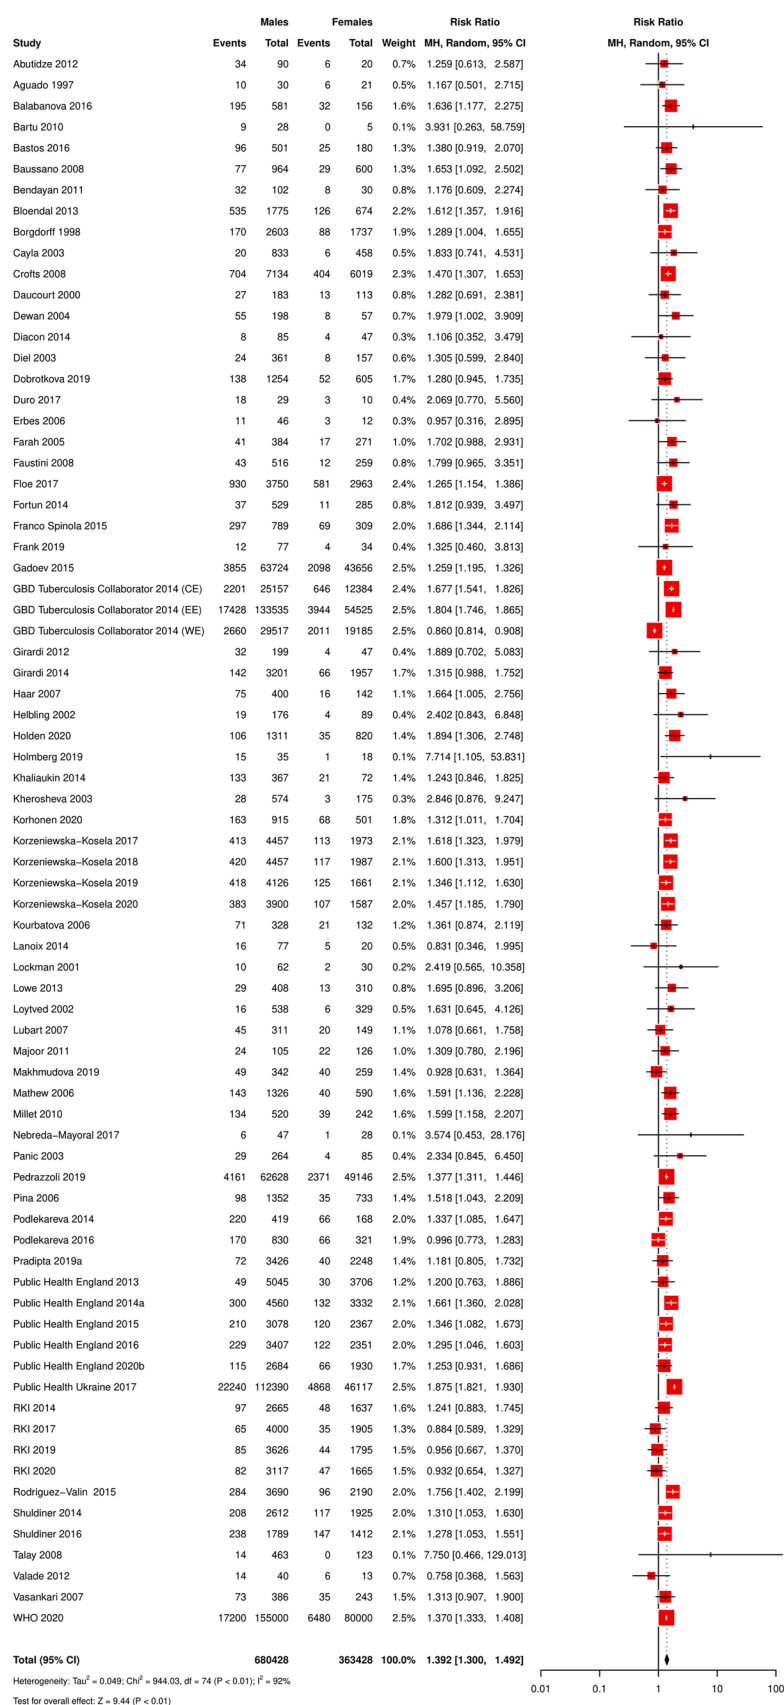 Males Females Risk Ratio Risk Ratio
Study Events Total Events Total Weight MH, Random, 95% CI MH, Random, 95% CI
Abutidze 2012 34 90 6 20 0.7% 1.259 [0.613, 2.587]
Aguado 1997 10 30 6 21 0.5% 1.167 [0.501, 2.715]
Balabanova 2016 195 581 32 156 1.6% 1.636 [1.177, 2.275]
Bartu 2010 9 28 0 5 0.1% 3.931 [0.263, 58.759]
Bastos 2016 96 501 25 180 1.3% 1.380 [0.919, 2.070]
Baussano 2008 77 964 29 600 1.3% 1.653 [1.092, 2.502]
Bendayan 2011 32 102 8 30 0.8% 1.176 [0.609, 2.274]
Bloendal 2013 535 1775 126 674 2.2% 1.612 [1.357, 1.916]
Borgdorff 1998 170 2603 88 1737 1.9% 1.289 [1.004, 1.655]
Cayla 2003 20 833 6 458 0.4% 1.833 [0.741, 4.531]
Crofts 2008 704 7134 404 6019 2.3% 1.470 [1.307, 1.653]
Daucourt 2000 27 183 13 113 0.8% 1.282 [0.691, 2.381]
Dewan 2004 55 198 8 57 0.7% 1.979 [1.002, 3.909]
Diacon 2014 8 85 4 47 0.3% 1.106 [0.352, 3.479]
Diel 2003 24 361 8 157 0.6% 1.305 [0.599, 2.840]
Dobrotkova 2019 138 1254 52 605 1.7% 1.280 [0.945, 1.735]
Duro 2017 18 29 3 10 0.4% 2.069 [0.770, 5.560]
Erbes 2006 11 46 3 12 0.3% 0.957 [0.316, 2.895]
Farah 2005 41 384 17 271 1.0% 1.702 [0.988, 2.931]
Faustini 2008 43 516 12 259 0.8% 1.799 [0.965, 3.351]
Floe 2017 930 3750 581 2963 2.4% 1.265 [1.154, 1.386]
Fortun 2014 37 529 11 285 0.8% 1.812 [0.939, 3.497]
Franco Spinola 2015 297 789 69 309 2.0% 1.686 [1.344, 2.114]
Frank 2019 12 77 4 34 0.4% 1.325 [0.460, 3.813]
Gadoev 2015 3855 63724 2098 43656 2.5% 1.259 [1.195, 1.326]
GBD Tuberculosis Collaborator 2014 (CE) 2201 25157 646 12384 2.4% 1.677 [1.541, 1.826]
GBD Tuberculosis Collaborator 2014 (EE) 17428 133535 3944 54525 2.5% 1.804 [1.746, 1.865]
GBD Tuberculosis Collaborator 2014 (WE) 2660 29517 2011 19185 2.5% 0.860 [0.814, 0.908]
Girardi 2012 32 199 4 47 0.4% 1.889 [0.702, 5.083]
Girardi 2014 142 3201 66 1957 1.7% 1.315 [0.988, 1.752]
Haar 2007 75 400 16 142 1.1% 1.664 [1.005, 2.756]
Helbling 2002 19 176 4 89 0.4% 2.402 [0.843, 6.848]
Holden 2020 106 1311 35 820 1.4% 1.894 [1.306, 2.748]
Holmberg 2019 15 35 1 18 0.1% 7.714 [1.105, 53.831]
Khaliaukin 2014 133 367 21 72 1.4% 1.243 [0.846, 1.825]
Kherosheva 2003 28 574 3 175 0.3% 2.846 [0.876, 9.247]
Korhonen 2020 163 915 68 501 1.8% 1.312 [1.011, 1.704]
Korzeniewska−Kosela 2017 413 4457 113 1973 2.1% 1.618 [1.323, 1.979]
Korzeniewska−Kosela 2018 420 4457 117 1987 2.1% 1.600 [1.313, 1.951]
Korzeniewska−Kosela 2019 418 4126 125 1661 2.1% 1.346 [1.112, 1.630]
Korzeniewska−Kosela 2020 383 3900 107 1587 2.1% 1.457 [1.185, 1.790]
Kourbatova 2006 71 328 21 132 1.2% 1.361 [0.874, 2.119]
Lanoix 2014 16 77 5 20 0.5% 0.831 [0.346, 1.995]
Lockman 2001 10 62 2 30 0.2% 2.419 [0.565, 10.358]
Lowe 2013 29 408 13 310 0.8% 1.695 [0.896, 3.206]
Loytved 2002 16 538 6 329 0.4% 1.631 [0.645, 4.126]
Lubart 2007 45 311 20 149 1.1% 1.078 [0.661, 1.758]
Majoor 2011 24 105 22 126 1.0% 1.309 [0.780, 2.196]
Makhmudova 2019 49 342 40 259 1.4% 0.928 [0.631, 1.364]
Mathew 2006 143 1326 40 590 1.6% 1.591 [1.136, 2.228]
Millet 2010 134 520 39 242 1.6% 1.599 [1.158, 2.207]
Nebreda−Mayoral 2017 6 47 1 28 0.1% 3.574 [0.453, 28.176]
Panic 2003 29 264 4 85 0.4% 2.334 [0.845, 6.450]
Pedrazzoli 2019 4161 62628 2371 49146 2.5% 1.377 [1.311, 1.446]
Pina 2006 98 1352 35 733 1.4% 1.518 [1.043, 2.209]
Podlekareva 2014 220 419 66 168 2.0% 1.337 [1.085, 1.647]
Podlekareva 2016 170 830 66 321 1.9% 0.996 [0.773, 1.283]
Pradipta 2019a 72 3426 40 2248 1.4% 1.181 [0.805, 1.732]
Public Health England 2013 49 5045 30 3706 1.2% 1.200 [0.763, 1.886]
Public Health England 2014a 300 4560 132 3332 2.1% 1.661 [1.360, 2.028]
Public Health England 2015 210 3078 120 2367 2.0% 1.346 [1.082, 1.673]
Public Health England 2016 229 3407 122 2351 2.0% 1.295 [1.046, 1.603]
Public Health England 2020b 115 2684 66 1930 1.7% 1.253 [0.931, 1.686]
Public Health Ukraine 2017 22240 112390 4868 46117 2.5% 1.875 [1.821, 1.930]
RKI 2014 97 2665 48 1637 1.6% 1.241 [0.883, 1.745]
RKI 2017 65 4000 35 1905 1.4% 0.884 [0.589, 1.329]
RKI 2019 85 3626 44 1795 1.5% 0.956 [0.667, 1.370]
RKI 2020 82 3117 47 1665 1.5% 0.932 [0.654, 1.327]
Rodriguez−Valin 2015 284 3690 96 2190 2.0% 1.756 [1.402, 2.199]
Shuldiner 2014 208 2612 117 1925 2.0% 1.310 [1.053, 1.630]
Shuldiner 2016 238 1789 147 1412 2.1% 1.278 [1.053, 1.551]
Talay 2008 14 463 0 123 0.1% 7.750 [0.466, 129.013]
Valade 2012 14 40 6 13 0.7% 0.758 [0.368, 1.563]
Vasankari 2007 73 386 35 243 1.5% 1.313 [0.907, 1.900]
WHO 2020 17200 155000 6480 80000 2.5% 1.370 [1.333, 1.408]
Total (95% CI) 680428 363428 100.0% 1.392 [1.300, 1.492]
Heterogeneity: Tau² = 0.049; Chi² = 944.03, df = 74 (P < 0.01); I² = 92%
0.01 0.1 1 10 100
Test for overall effect: Z = 9.44 (P < 0.01)